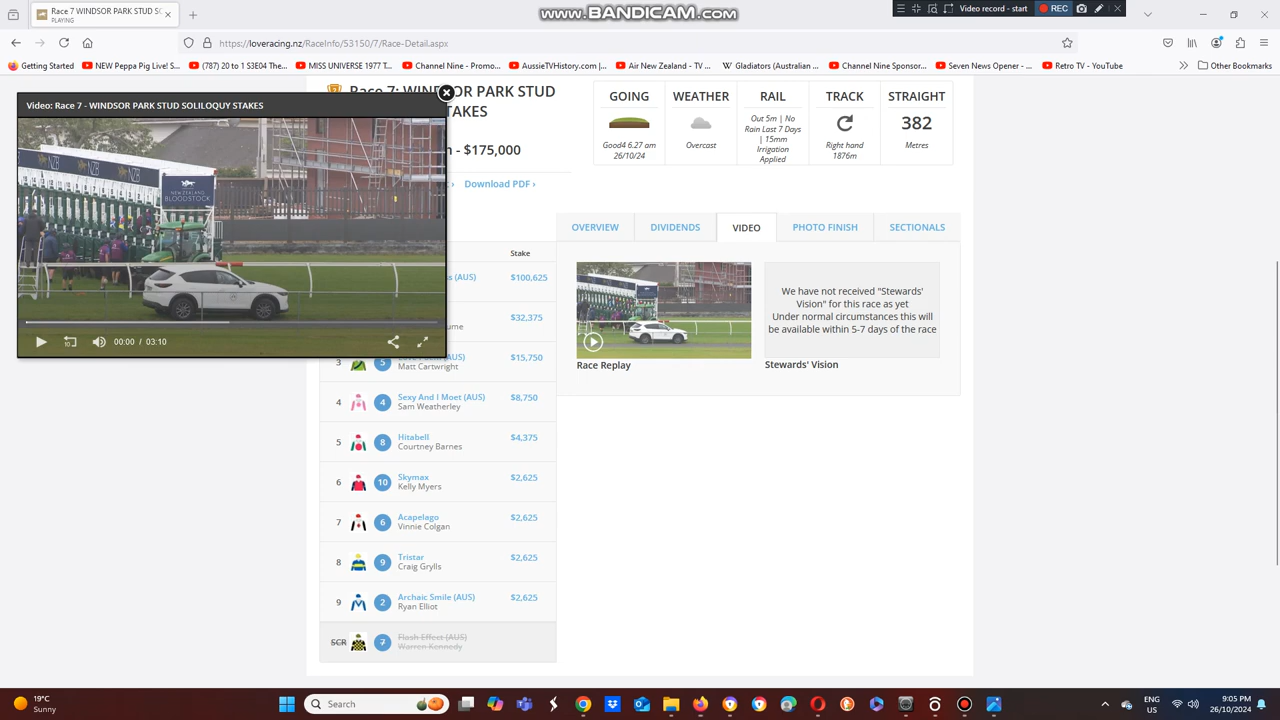 Race 7 WINDSOR PARK STUD SO
PLAYING
www.BANDICAM.com
Video record - start
REC
https://loveracing.nz/RaceInfo/53150/7/Race-Detail.aspx
Getting Started
NEW Peppa Pig Live! S...
(787) 20 to 1 S3E04 The...
MISS UNIVERSE 1977 T...
Channel Nine - Promo...
AussieTVHistory.com |...
Air New Zealand - TV ...
Gladiators (Australian ...
Channel Nine Sponsor...
Seven News Opener - ...
Retro TV - YouTube
Other Bookmarks
Race 7: WINDSOR PARK STUD
TAKES
- $175,000
Download PDF ›
GOING
Good4 6.27 am
26/10/24
WEATHER
Overcast
RAIL
Out 5m | No
Rain Last 7 Days
| 15mm
Irrigation
Applied
TRACK
Right hand
1876m
STRAIGHT
382
Metres
Video: Race 7 - WINDSOR PARK STUD SOLILOQUY STAKES
NZB
NZB
NEW ZEALAND
BLOODSTOCK
10
00:00 / 03:10
OVERVIEW
DIVIDENDS
VIDEO
PHOTO FINISH
SECTIONALS
Race Replay
We have not received "Stewards'
Vision" for this race as yet
Under normal circumstances this will
be available within 5-7 days of the race
Stewards' Vision
Stake
s (AUS)
$100,625
ume
$32,375
3
5
(AUS)
Matt Cartwright
$15,750
4
4
Sexy And I Moet (AUS)
Sam Weatherley
$8,750
5
8
Hitabell
Courtney Barnes
$4,375
6
10
Skymax
Kelly Myers
$2,625
7
6
Acapelago
Vinnie Colgan
$2,625
8
9
Tristar
Craig Grylls
$2,625
9
2
Archaic Smile (AUS)
Ryan Elliot
$2,625
SCR
7
Flash Effect (AUS)
Warren Kennedy
19°C
Sunny
Search
ENG
US
9:05 PM
26/10/2024